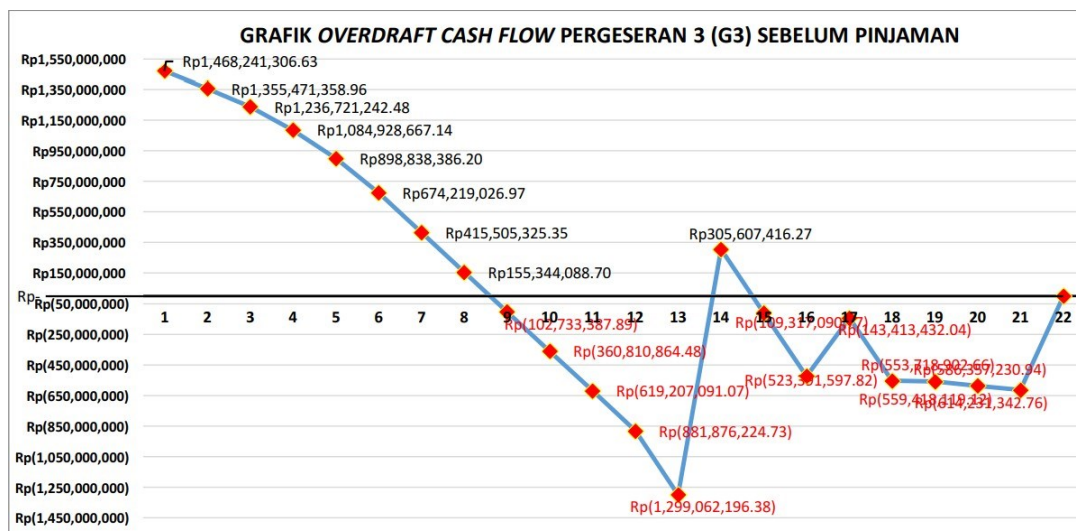 GRAFIK OVERDRAFT CASH FLOW PERGESERAN 3 (G3) SEBELUM PINJAMAN
Rp1,550,000,000
Rp1,350,000,000
Rp1,150,000,000
Rp950,000,000
Rp750,000,000
Rp550,000,000
Rp350,000,000
Rp150,000,000
Rp-
Rp(50,000,000)
Rp(250,000,000)
Rp(450,000,000)
Rp(650,000,000)
Rp(850,000,000)
Rp(1,050,000,000)
Rp(1,250,000,000)
Rp(1,450,000,000)
Rp1,468,241,306.63
Rp1,355,471,358.96
Rp1,236,721,242.48
Rp1,084,928,667.14
Rp898,838,386.20
Rp674,219,026.97
Rp415,505,325.35
Rp155,344,088.70
Rp(102,733,387.89)
Rp(360,810,864.48)
Rp(619,207,091.07)
Rp(881,876,224.73)
Rp(1,299,062,196.38)
Rp305,607,416.27
Rp(143,413,432.04)
Rp(553,718,902.66)
Rp(559,418,119.12)
Rp(614,231,342.76)
1 2 3 4 5 6 7 8 9 10 11 12 13 14 15 16 17 18 19 20 21 22